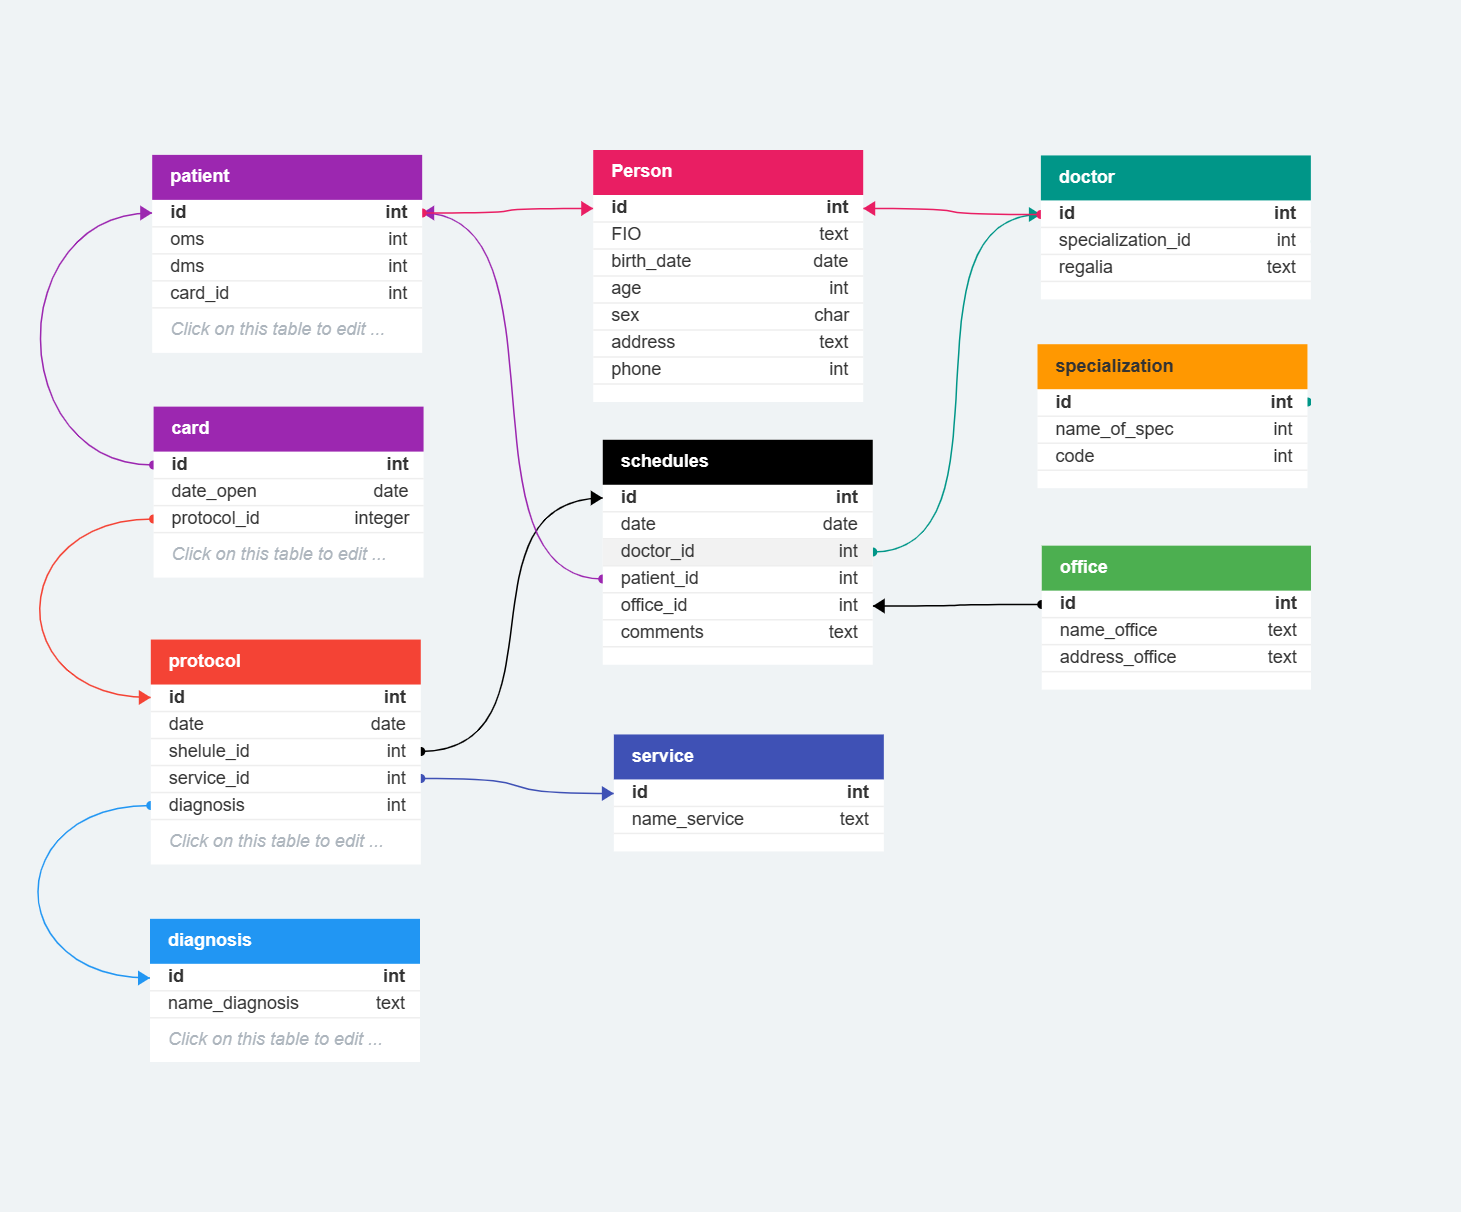 patient
id int
oms int
dms int
card_id int
Click on this table to edit ...
card
id int
date_open date
protocol_id integer
Click on this table to edit ...
protocol
id int
date date
shelule_id int
service_id int
diagnosis int
Click on this table to edit ...
diagnosis
id int
name_diagnosis text
Click on this table to edit ...
Person
id int
FIO text
birth_date date
age int
sex char
address text
phone int
schedules
id int
date date
doctor_id int
patient_id int
office_id int
comments text
service
id int
name_service text
doctor
id int
specialization_id int
regalia text
specialization
id int
name_of_spec int
code int
office
id int
name_office text
address_office text